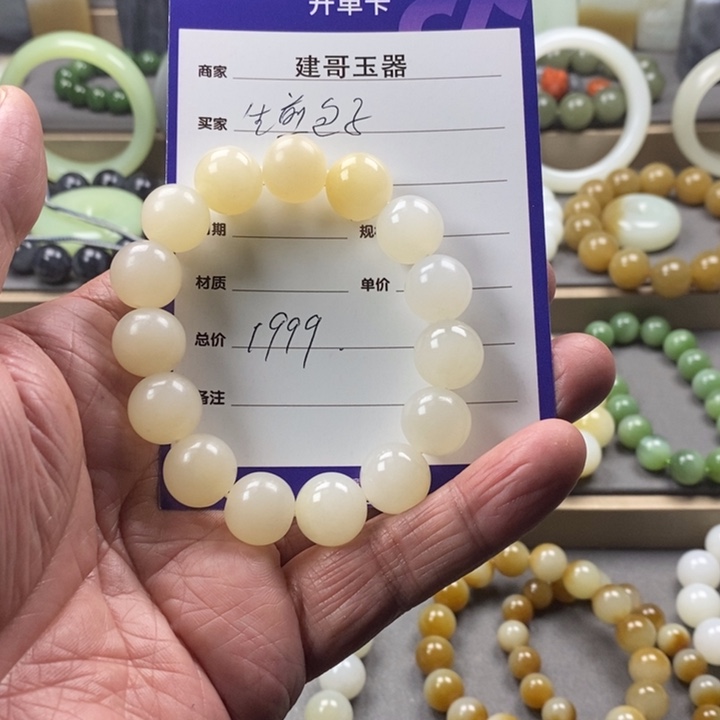 开单卡
商家 建哥玉器
买家 生煎包子
期
规
材质 单价
总价 1999.
备注